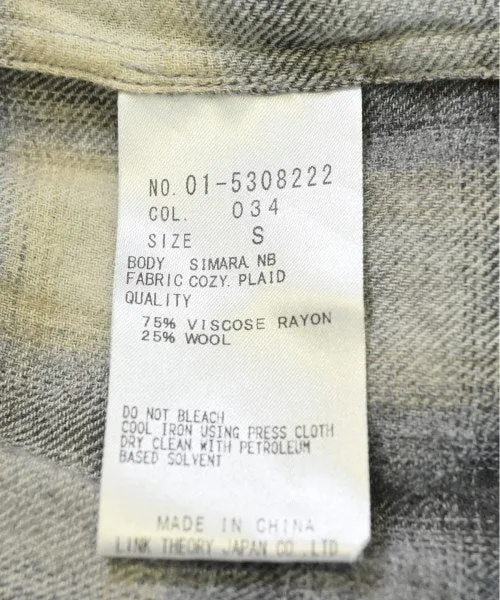 NO. 01-5308222
COL. 034
SIZE S
BODY SIMARA. NB
FABRIC COZY. PLAID
QUALITY
75% VISCOSE RAYON
25% WOOL
DO NOT BLEACH
COOL IRON USING PRESS CLOTH
DRY CLEAN WITH PETROLEUM
BASED SOLVENT
MADE IN CHINA
LINK THEORY JAPAN CO.,LTD.